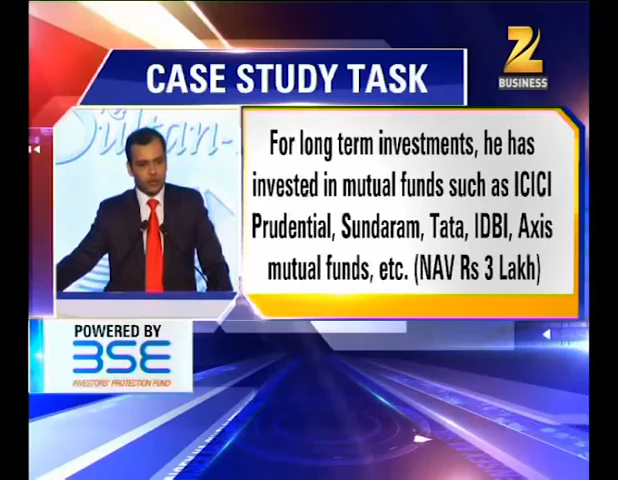 Z
BUSINESS
CASE STUDY TASK
For long term investments, he has
invested in mutual funds such as ICICI
Prudential, Sundaram, Tata, IDBI, Axis
mutual funds, etc. (NAV Rs 3 Lakh)
POWERED BY
BSE
INVESTORS' PROTECTION FUND